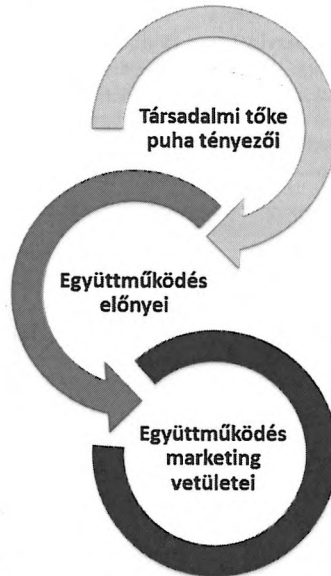 Társadalmi tőke
puha tényezői
Együttműködés
előnyei
Együttműködés
marketing
vetületei